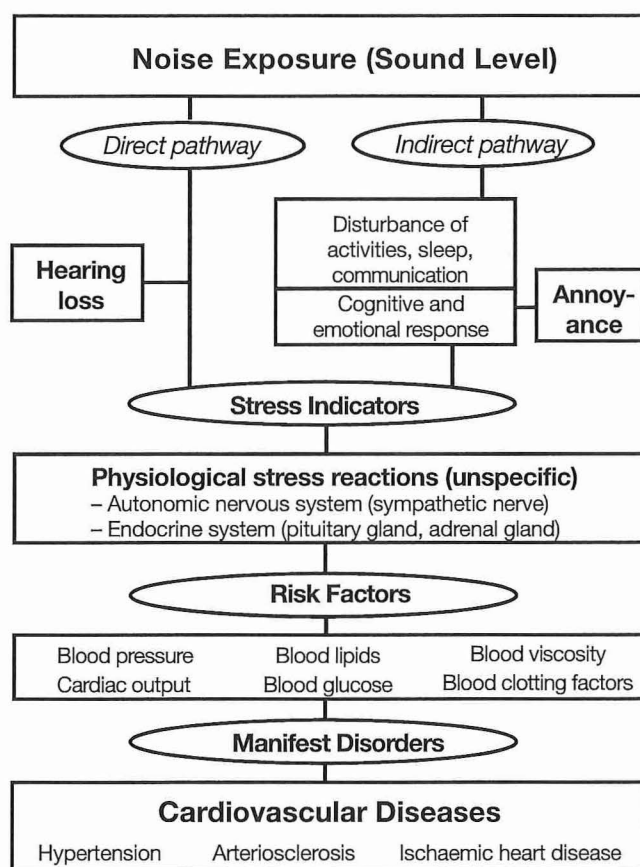 Noise Exposure (Sound Level)
Direct pathway
Indirect pathway
Disturbance of
activities, sleep,
communication
Hearing
loss
Cognitive and
emotional response
Annoy-
ance
Stress Indicators
Physiological stress reactions (unspecific)
– Autonomic nervous system (sympathetic nerve)
– Endocrine system (pituitary gland, adrenal gland)
Risk Factors
Blood pressure Blood lipids Blood viscosity
Cardiac output Blood glucose Blood clotting factors
Manifest Disorders
Cardiovascular Diseases
Hypertension Arteriosclerosis Ischaemic heart disease